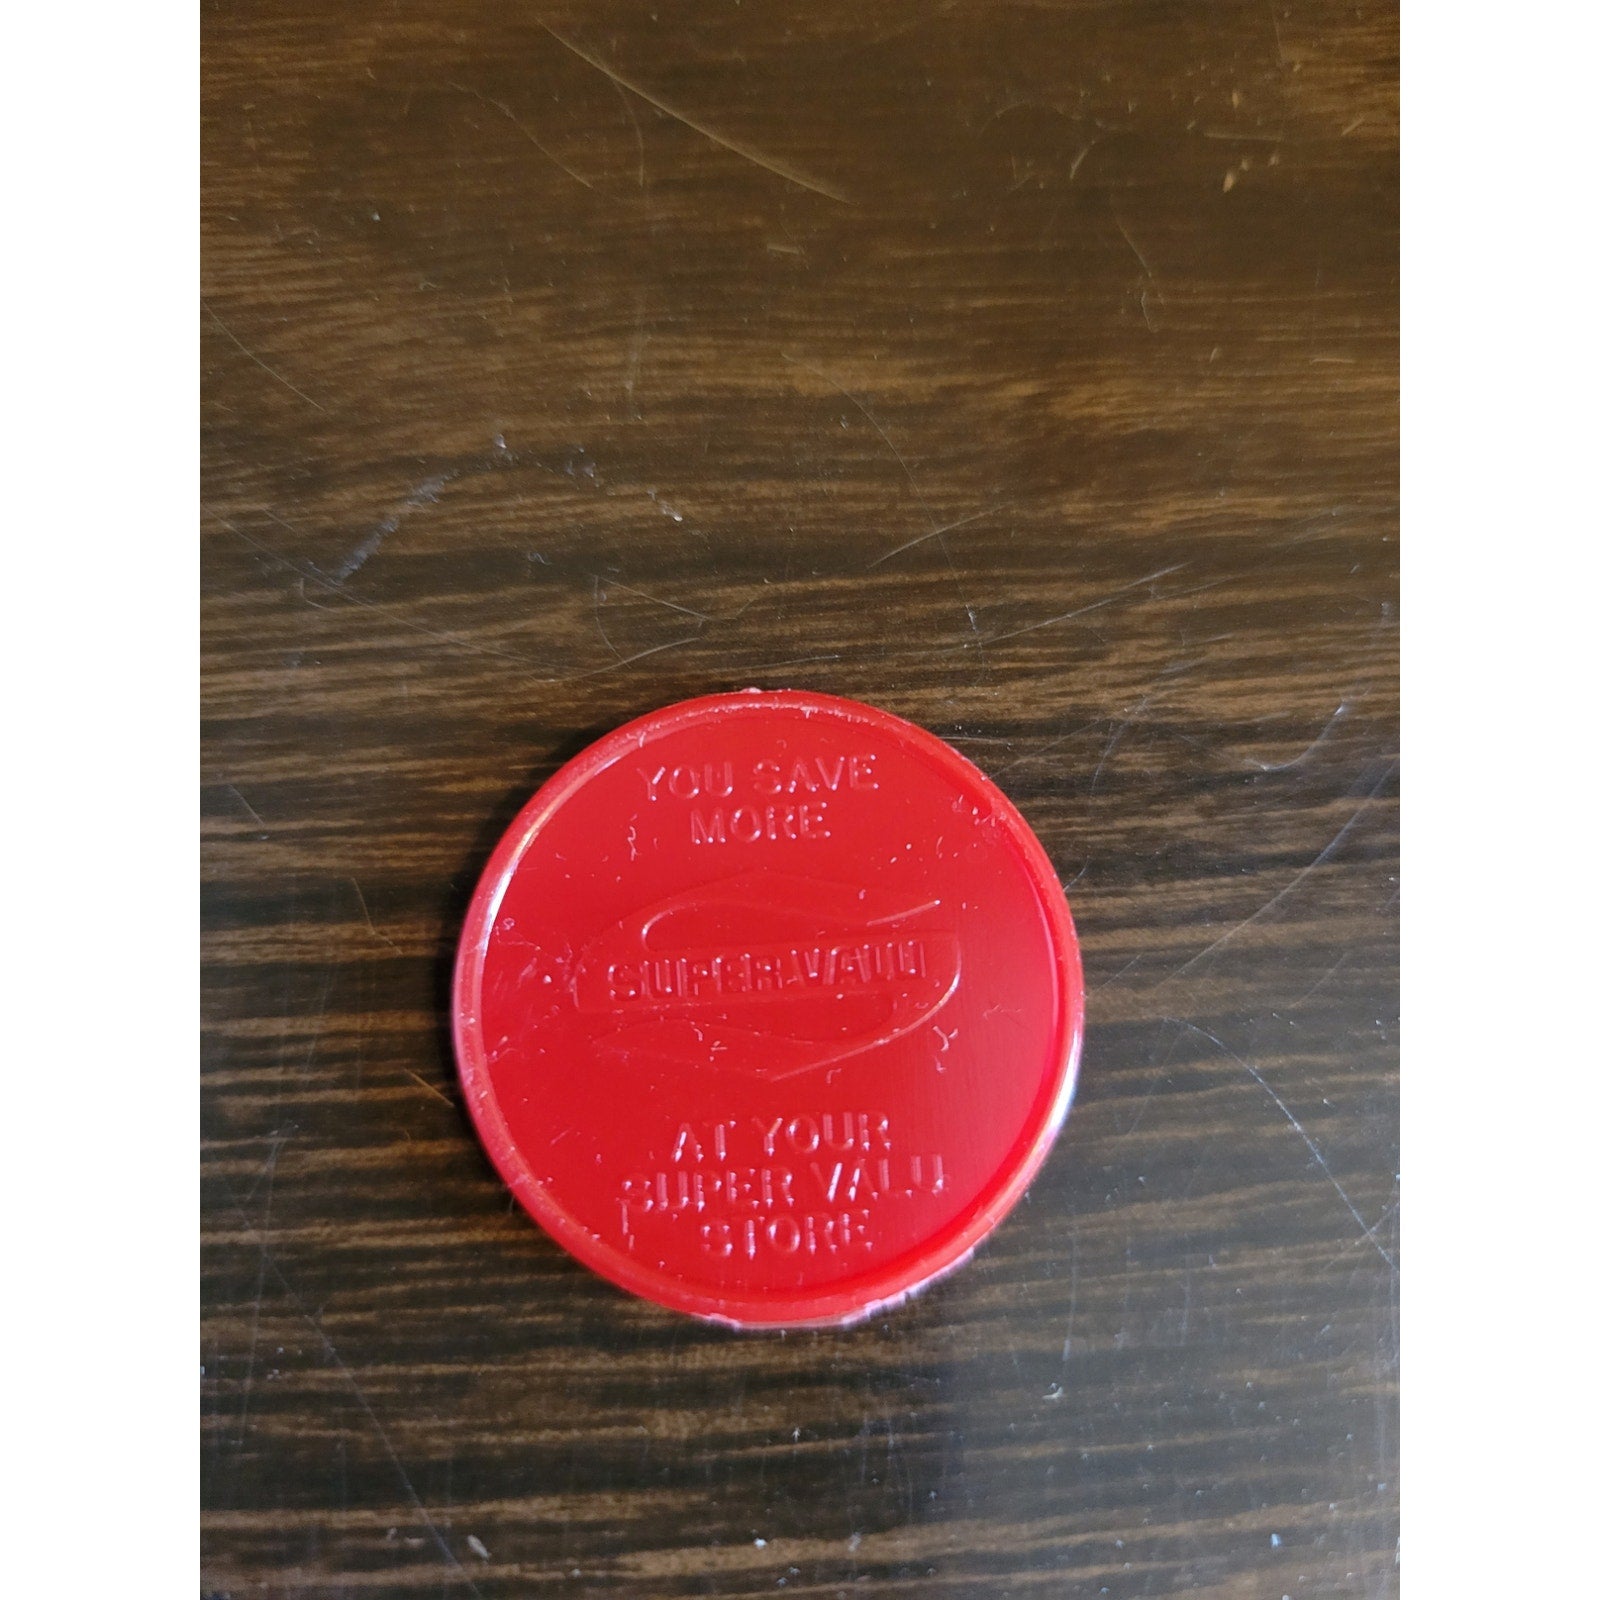 YOU SAVE
MORE
SUPER VALU
AT YOUR
SUPER VALU
STORE